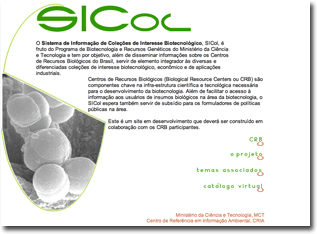 SICOL
O Sistema de Informação de Coleções de Interesse Biotecnológico, SICol, é
fruto do Programa de Biotecnologia e Recursos Genéticos do Ministério da Ciência
e Tecnologia e tem por objetivo, além de disseminar informações sobre os Centros
de Recursos Biológicos do Brasil, servir de elemento integrador às diversas e
diferenciadas coleções de interesse biotecnológico, econômico e de aplicações
industriais.
Centros de Recursos Biológicos (Biological Resource Centers ou CRB) são
componentes chave na infra-estrutura científica e tecnológica necessária
para o desenvolvimento da biotecnologia. Além de facilitar o acesso à
informação aos usuários de insumos biológicos na área da biotecnologia, o
SICol espera também servir de subsídio para os formuladores de políticas
públicas na área.
Este é um site em desenvolvimento que deverá ser construído em
colaboração com os CRB participantes.
CRB
o projeto
temas associados
catálogo virtual
Ministério da Ciência e Tecnologia, MCT
Centro de Referência em Informação Ambiental, CRIA